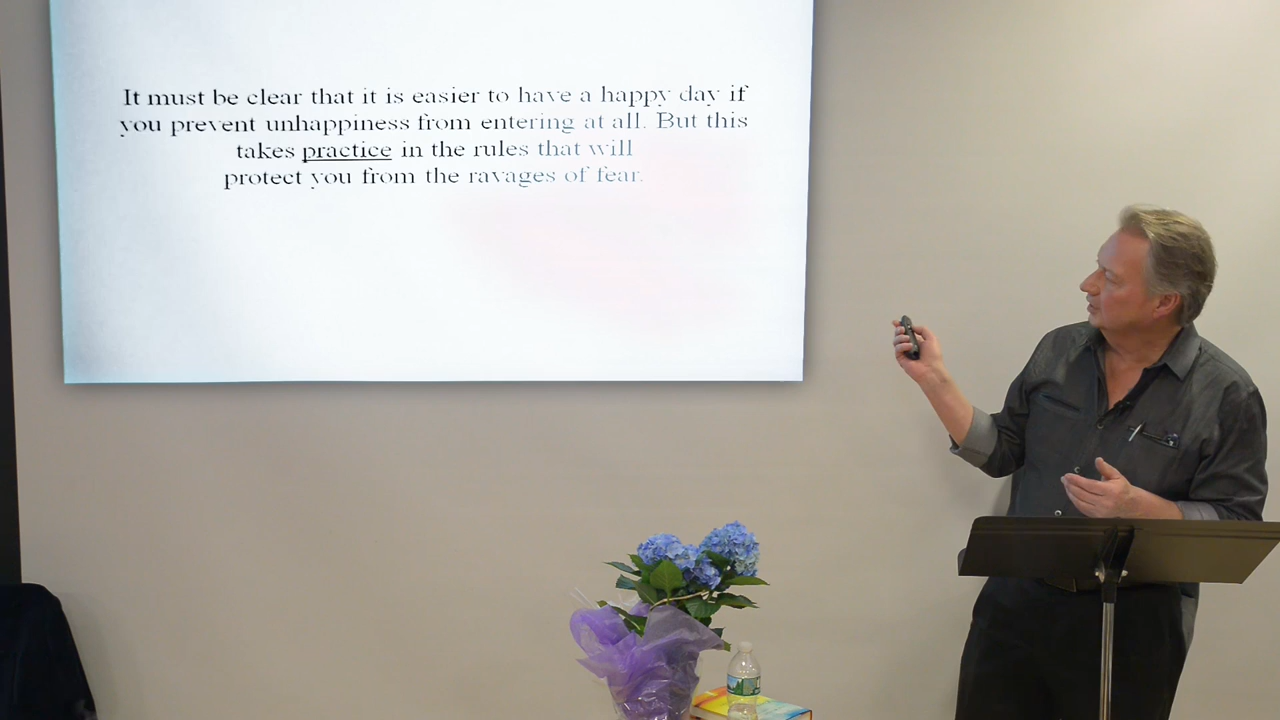 It must be clear that it is easier to have a happy day if
you prevent unhappiness from entering at all. But this
takes practice in the rules that will
protect you from the ravages of fear.